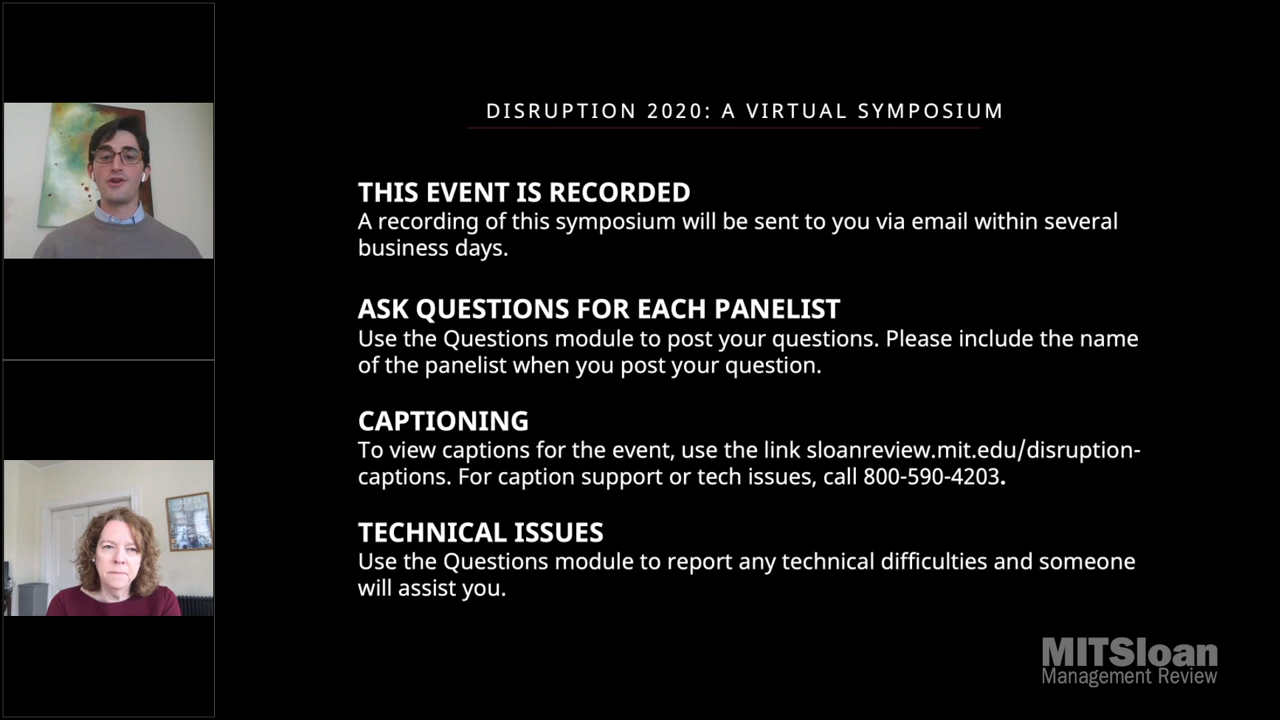 DISRUPTION 2020: A VIRTUAL SYMPOSIUM
THIS EVENT IS RECORDED
A recording of this symposium will be sent to you via email within several
business days.
ASK QUESTIONS FOR EACH PANELIST
Use the Questions module to post your questions. Please include the name
of the panelist when you post your question.
CAPTIONING
To view captions for the event, use the link sloanreview.mit.edu/disruption-
captions. For caption support or tech issues, call 800-590-4203.
TECHNICAL ISSUES
Use the Questions module to report any technical difficulties and someone
will assist you.
MITSloan
Management Review